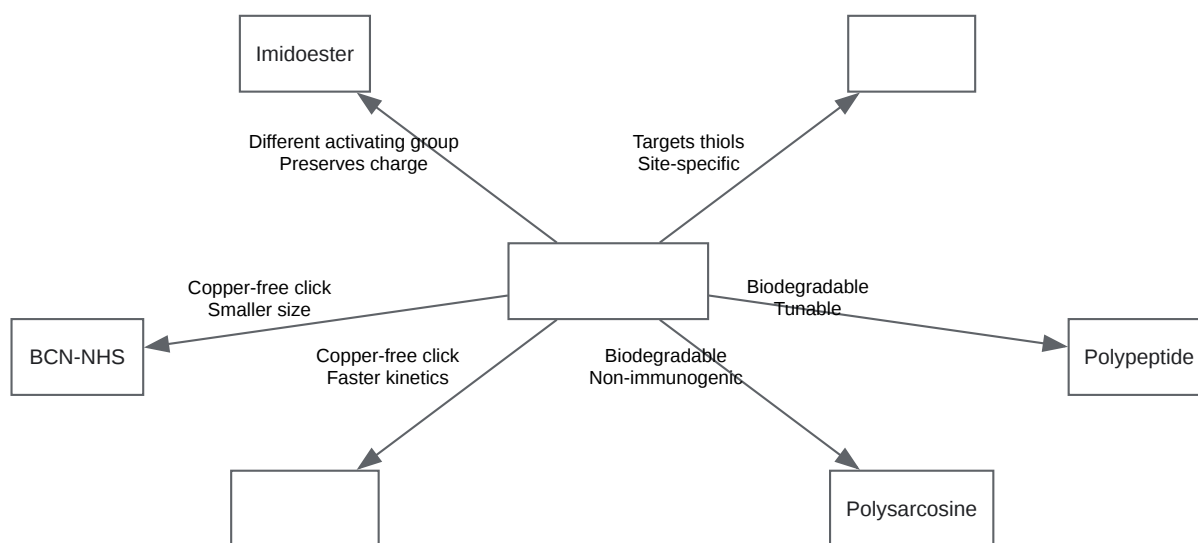 Imidoester
Different activating group
Preserves charge
Targets thiols
Site-specific
Copper-free click
Smaller size
Biodegradable
Tunable
BCN-NHS
Copper-free click
Faster kinetics
Biodegradable
Non-immunogenic
Polypeptide
Polysarcosine